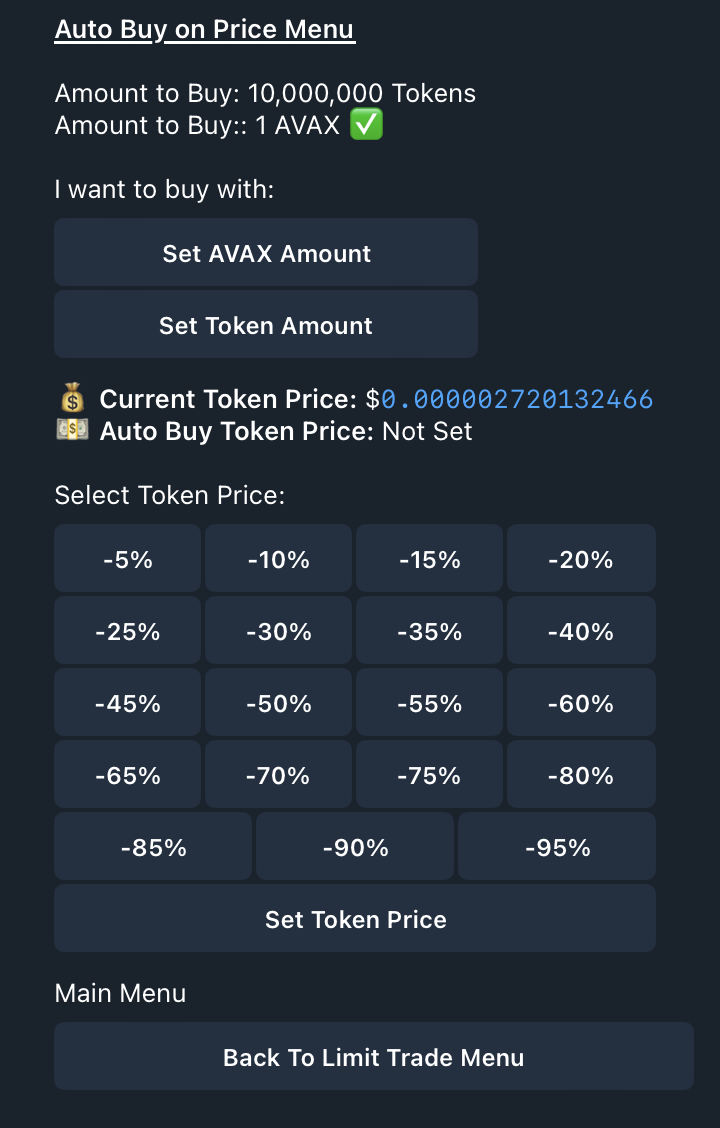 Auto Buy on Price Menu
Amount to Buy: 10,000,000 Tokens
Amount to Buy:: 1 AVAX ✅
I want to buy with:
Set AVAX Amount
Set Token Amount
💰 Current Token Price: $0.000002720132466
💵 Auto Buy Token Price: Not Set
Select Token Price:
-5% -10% -15% -20%
-25% -30% -35% -40%
-45% -50% -55% -60%
-65% -70% -75% -80%
-85% -90% -95%
Set Token Price
Main Menu
Back To Limit Trade Menu